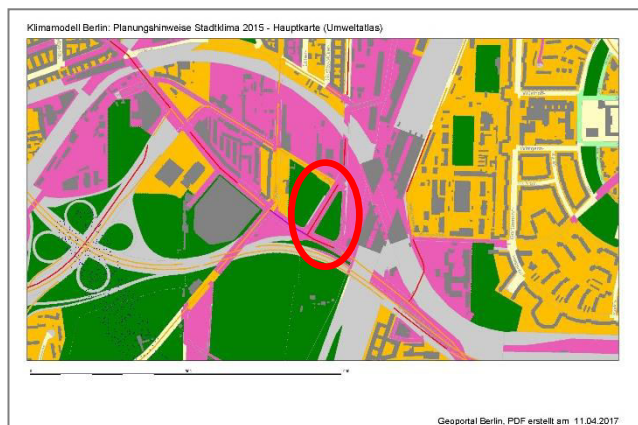 Klimamodell Berlin: Planungshinweise Stadtklima 2015 - Hauptkarte (Umweltatlas)
Geoportal Berlin, PDF erstellt am 11.04.2017